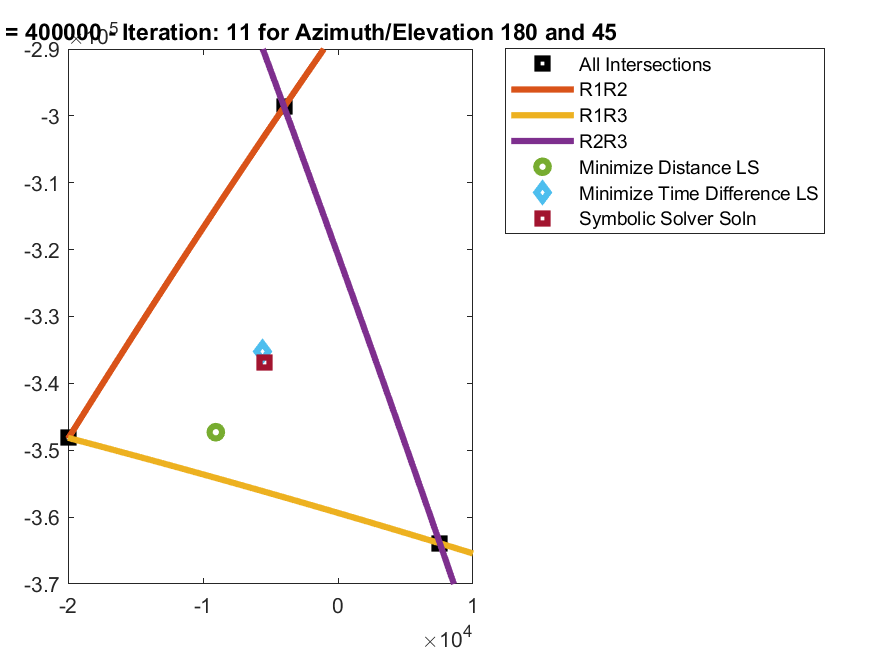 = 400000 - Iteration: 11 for Azimuth/Elevation 180 and 45
×10⁵
-2.9
-3
-3.1
-3.2
-3.3
-3.4
-3.5
-3.6
-3.7
-2
-1
0
1
×10⁴
All Intersections
R1R2
R1R3
R2R3
Minimize Distance LS
Minimize Time Difference LS
Symbolic Solver Soln